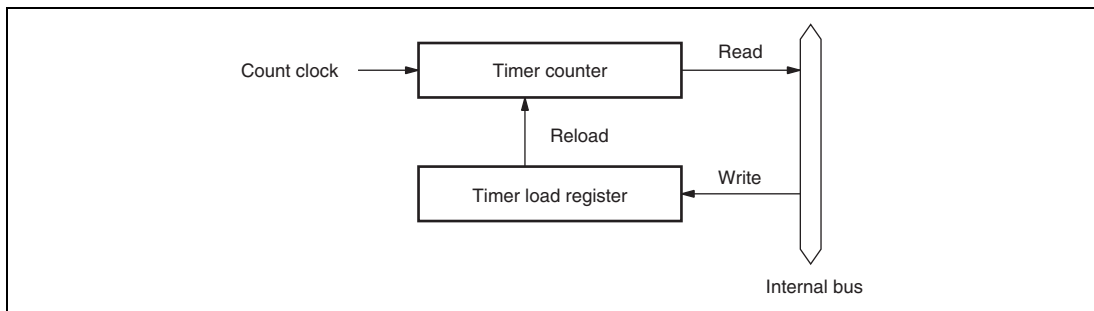 Count clock
Timer counter
Read
Reload
Timer load register
Write
Internal bus